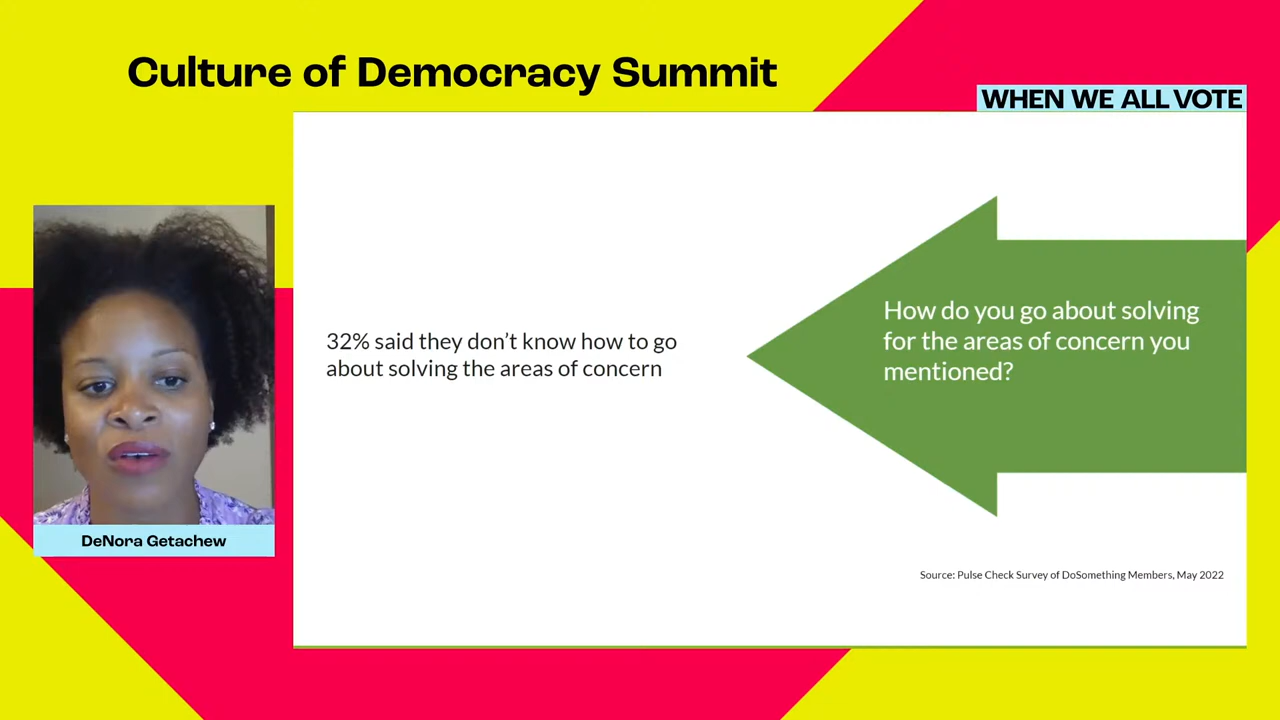 Culture of Democracy Summit
WHEN WE ALL VOTE
32% said they don’t know how to go
about solving the areas of concern
How do you go about solving
for the areas of concern you
mentioned?
DeNora Getachew
Source: Pulse Check Survey of DoSomething Members, May 2022